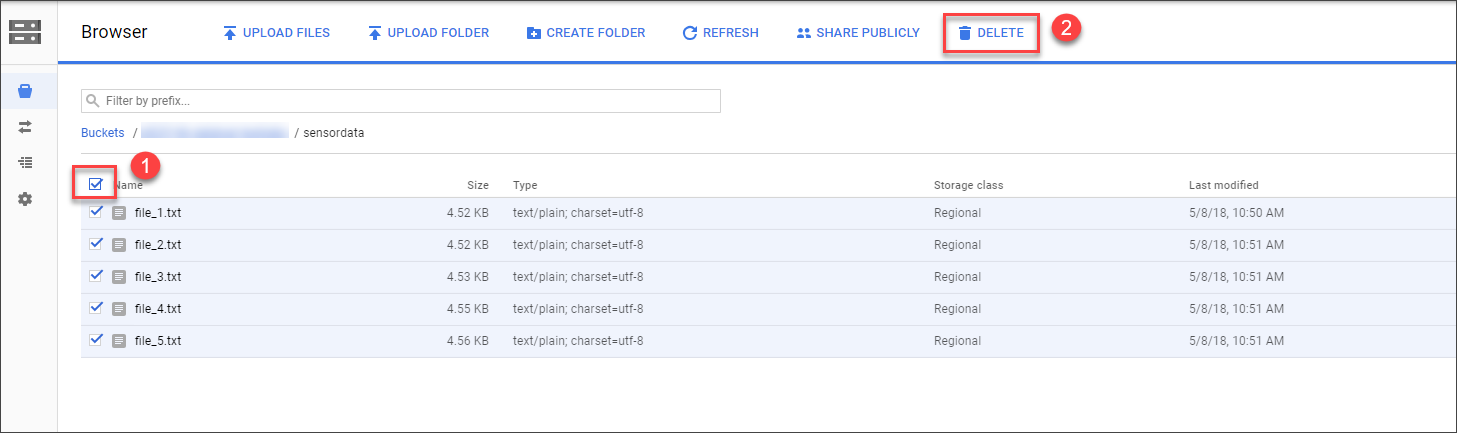 Browser UPLOAD FILES UPLOAD FOLDER CREATE FOLDER REFRESH SHARE PUBLICLY DELETE 2
Filter by prefix...
Buckets / / sensordata
1
Name Size Type Storage class Last modified
file_1.txt 4.52 KB text/plain; charset=utf-8 Regional 5/8/18, 10:50 AM
file_2.txt 4.52 KB text/plain; charset=utf-8 Regional 5/8/18, 10:51 AM
file_3.txt 4.53 KB text/plain; charset=utf-8 Regional 5/8/18, 10:51 AM
file_4.txt 4.55 KB text/plain; charset=utf-8 Regional 5/8/18, 10:51 AM
file_5.txt 4.56 KB text/plain; charset=utf-8 Regional 5/8/18, 10:51 AM